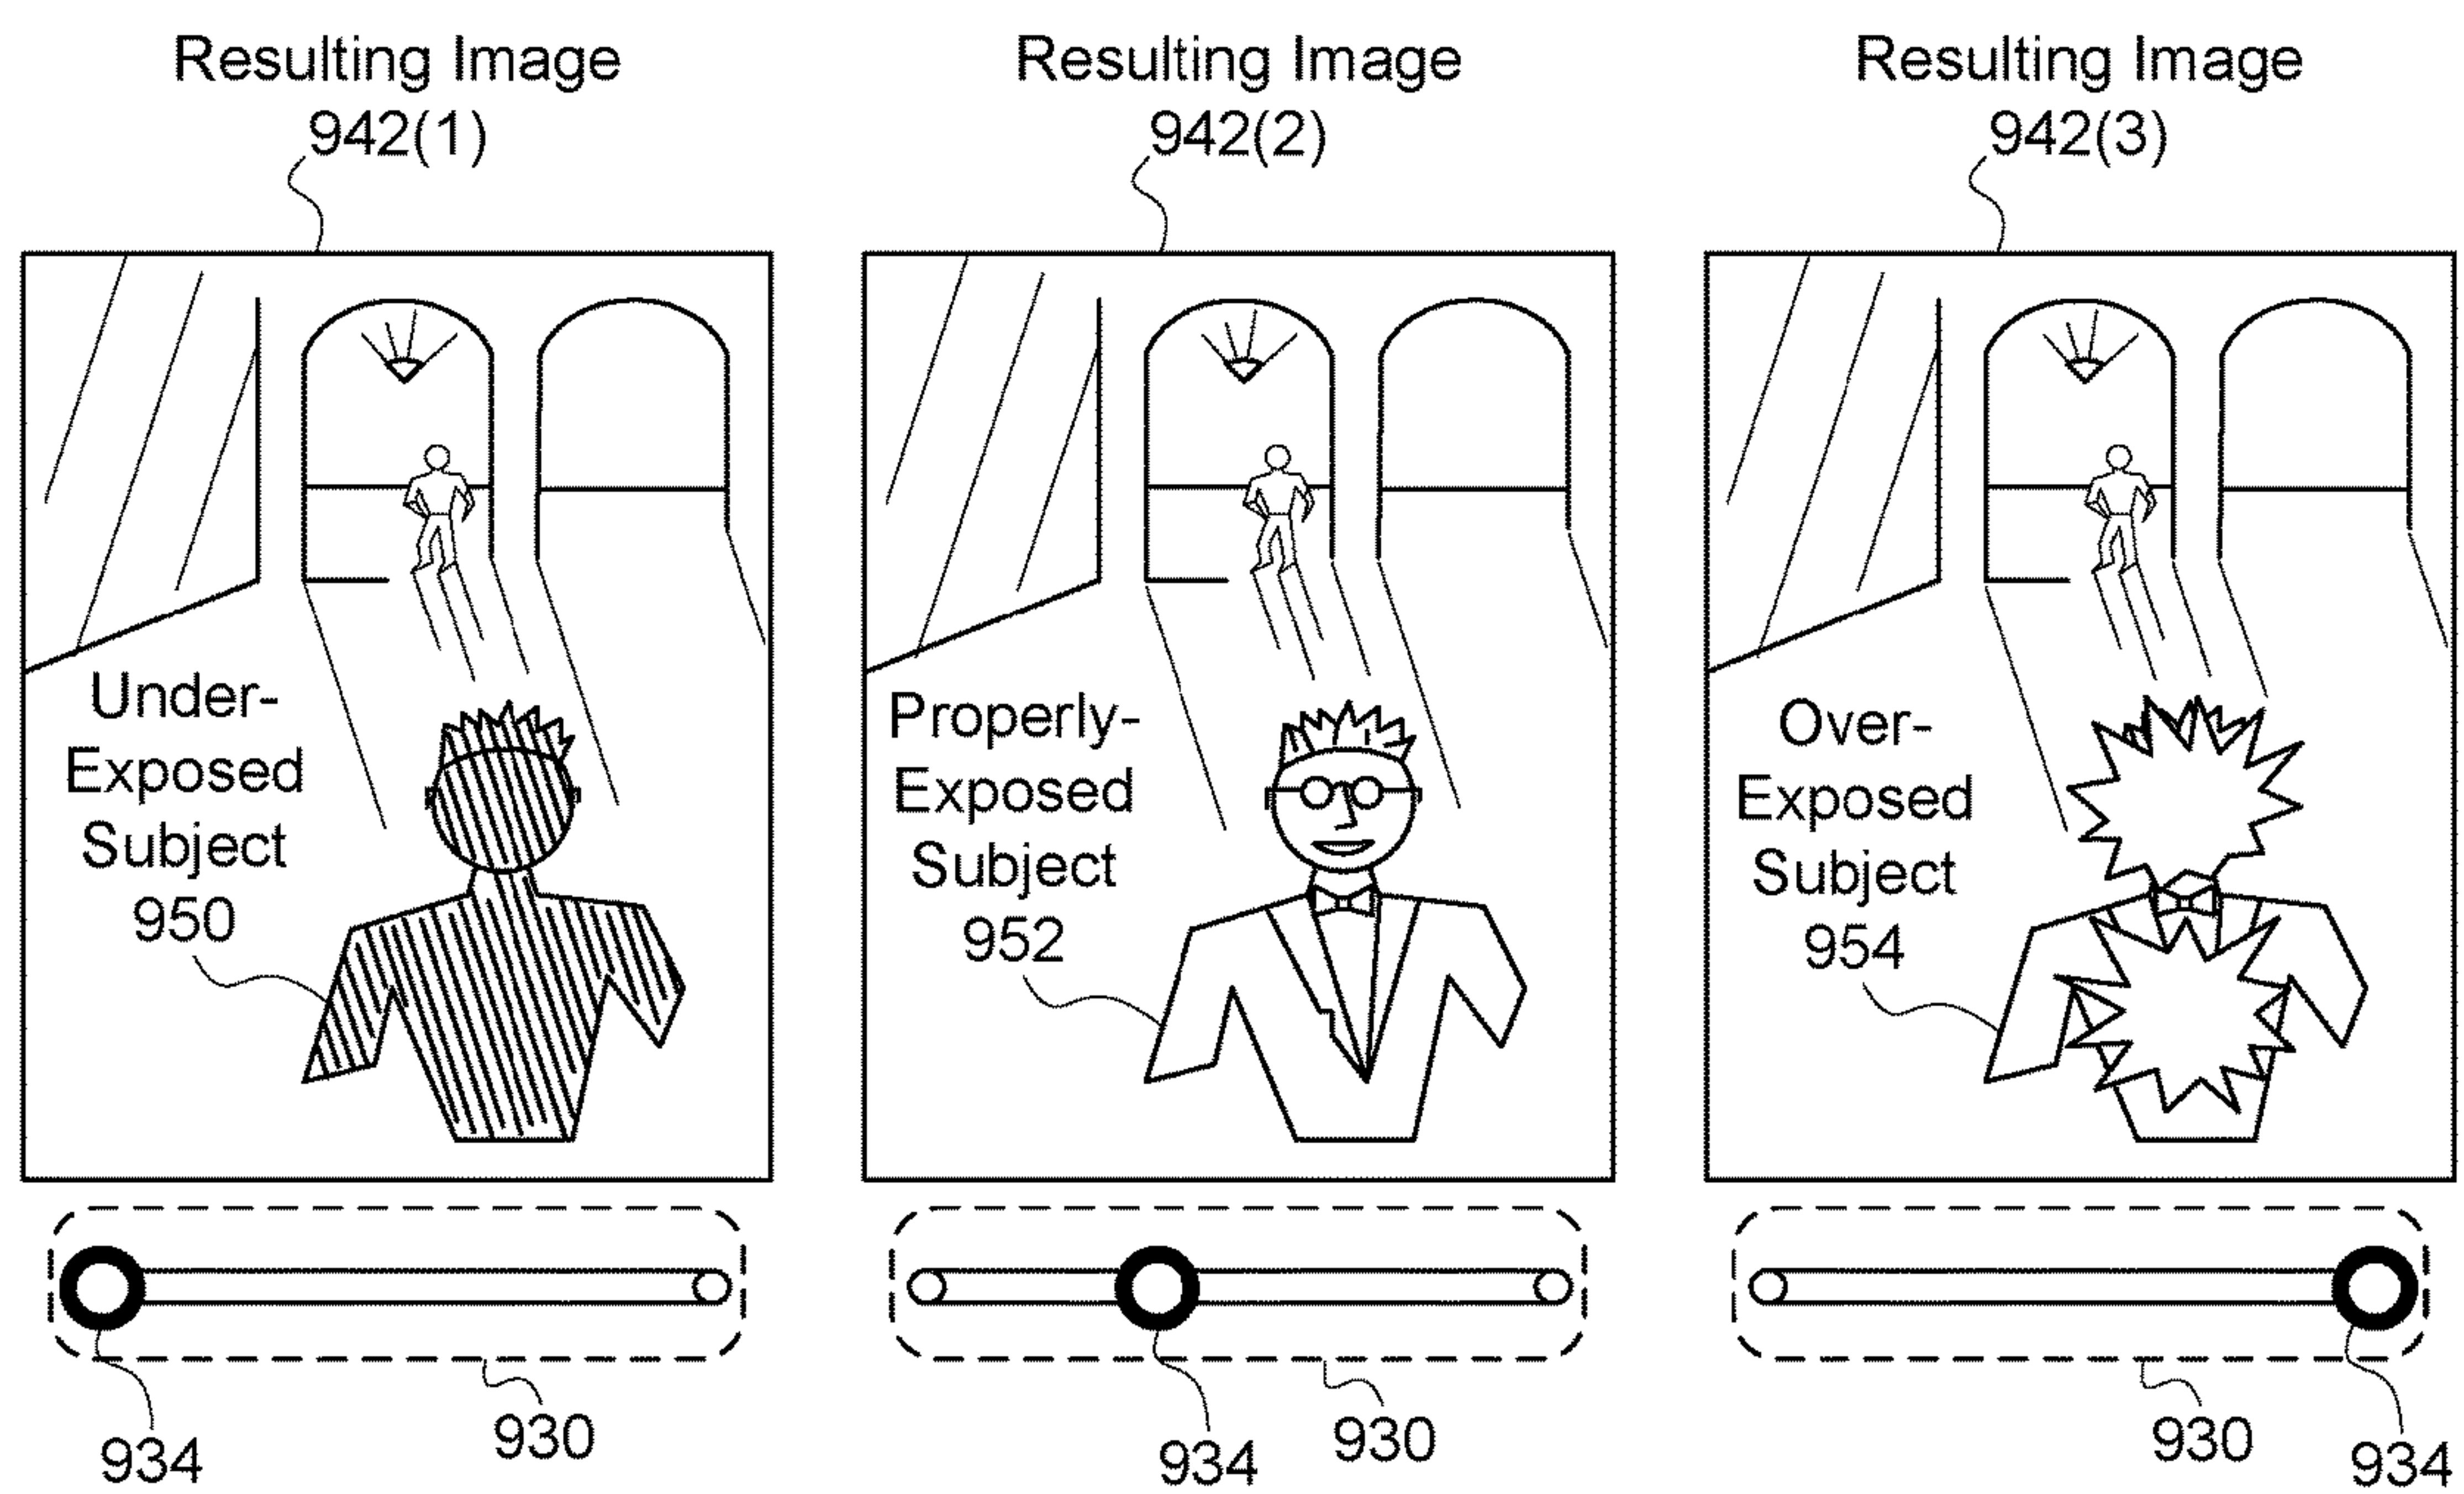 Resulting Image
942(1)
Resulting Image
942(2)
Resulting Image
942(3)
Under-
Exposed
Subject
950
Properly-
Exposed
Subject
952
Over-
Exposed
Subject
954
934
930
934
930
930
934